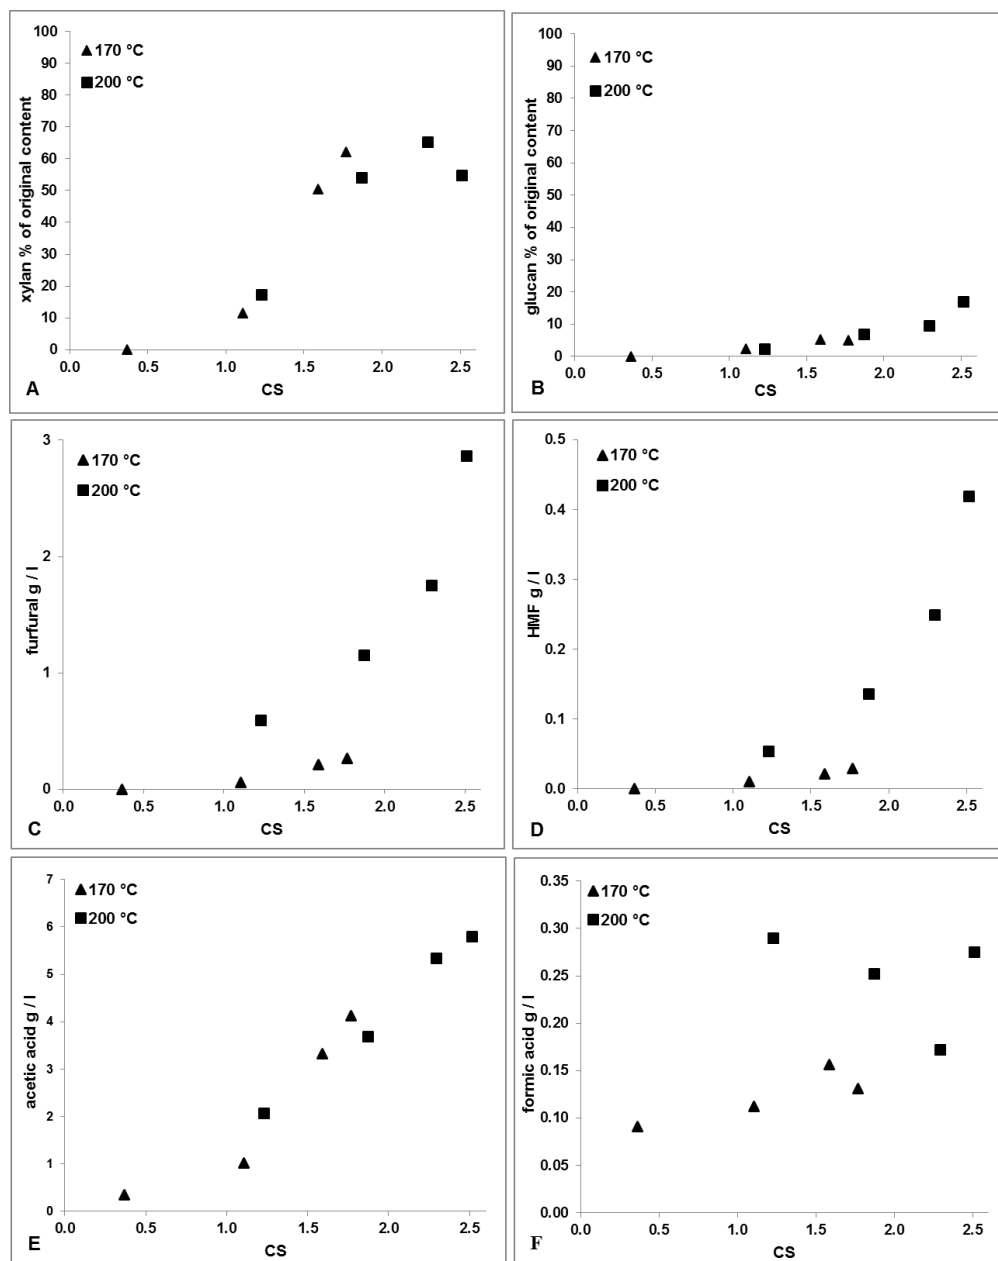 xylan % of original content
100
90
80
70
60
50
40
30
20
10
0
170 °C
200 °C
0.0 0.5 1.0 1.5 2.0 2.5
CS
A
glucan % of original content
100
90
80
70
60
50
40
30
20
10
0
170 °C
200 °C
0.0 0.5 1.0 1.5 2.0 2.5
CS
B
furfural g / l
3
2
1
0
170 °C
200 °C
0.0 0.5 1.0 1.5 2.0 2.5
CS
C
HMF g / l
0.5
0.4
0.3
0.2
0.1
0.0
170 °C
200 °C
0.0 0.5 1.0 1.5 2.0 2.5
CS
D
acetic acid g / l
7
6
5
4
3
2
1
0
170 °C
200 °C
0.0 0.5 1.0 1.5 2.0 2.5
CS
E
formic acid g / l
0.35
0.30
0.25
0.20
0.15
0.10
0.05
0.00
170 °C
200 °C
0.0 0.5 1.0 1.5 2.0 2.5
CS
F